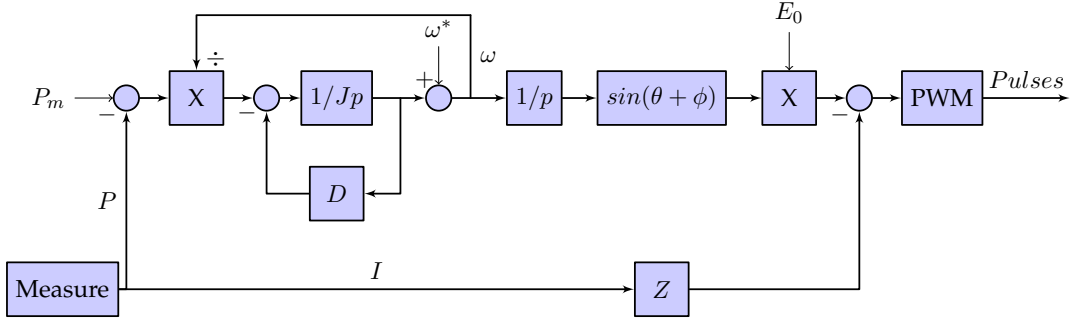 E₀
÷
ω*
ω
+
Pₘ
X
1/Jp
1/p
sin(θ + ϕ)
X
PWM
Pulses
−
−
−
D
P
I
Measure
Z